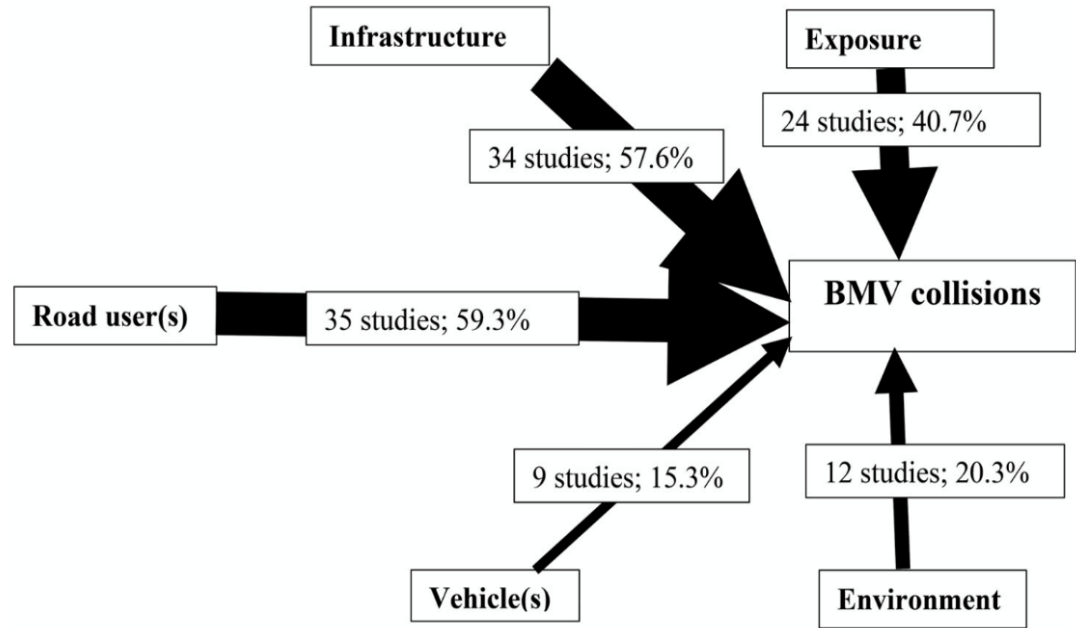 Infrastructure
Exposure
34 studies; 57.6%
24 studies; 40.7%
Road user(s)
35 studies; 59.3%
BMV collisions
9 studies; 15.3%
12 studies; 20.3%
Vehicle(s)
Environment